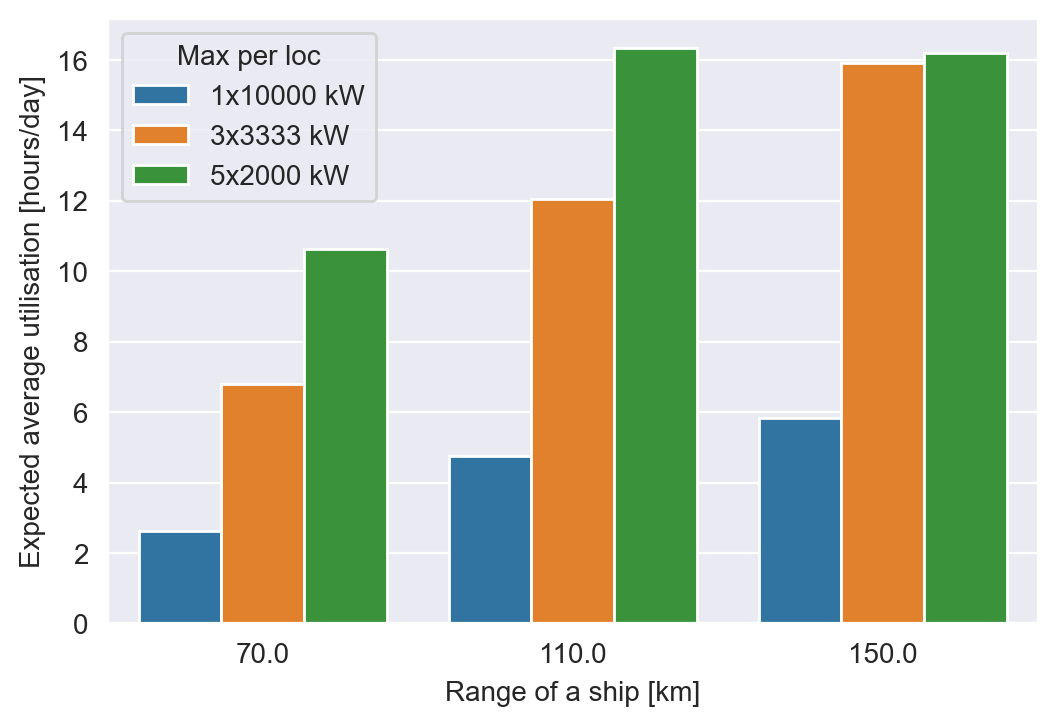 Expected average utilisation [hours/day]
16
14
12
10
8
6
4
2
0
Max per loc
1x10000 kW
3x3333 kW
5x2000 kW
70.0
110.0
150.0
Range of a ship [km]